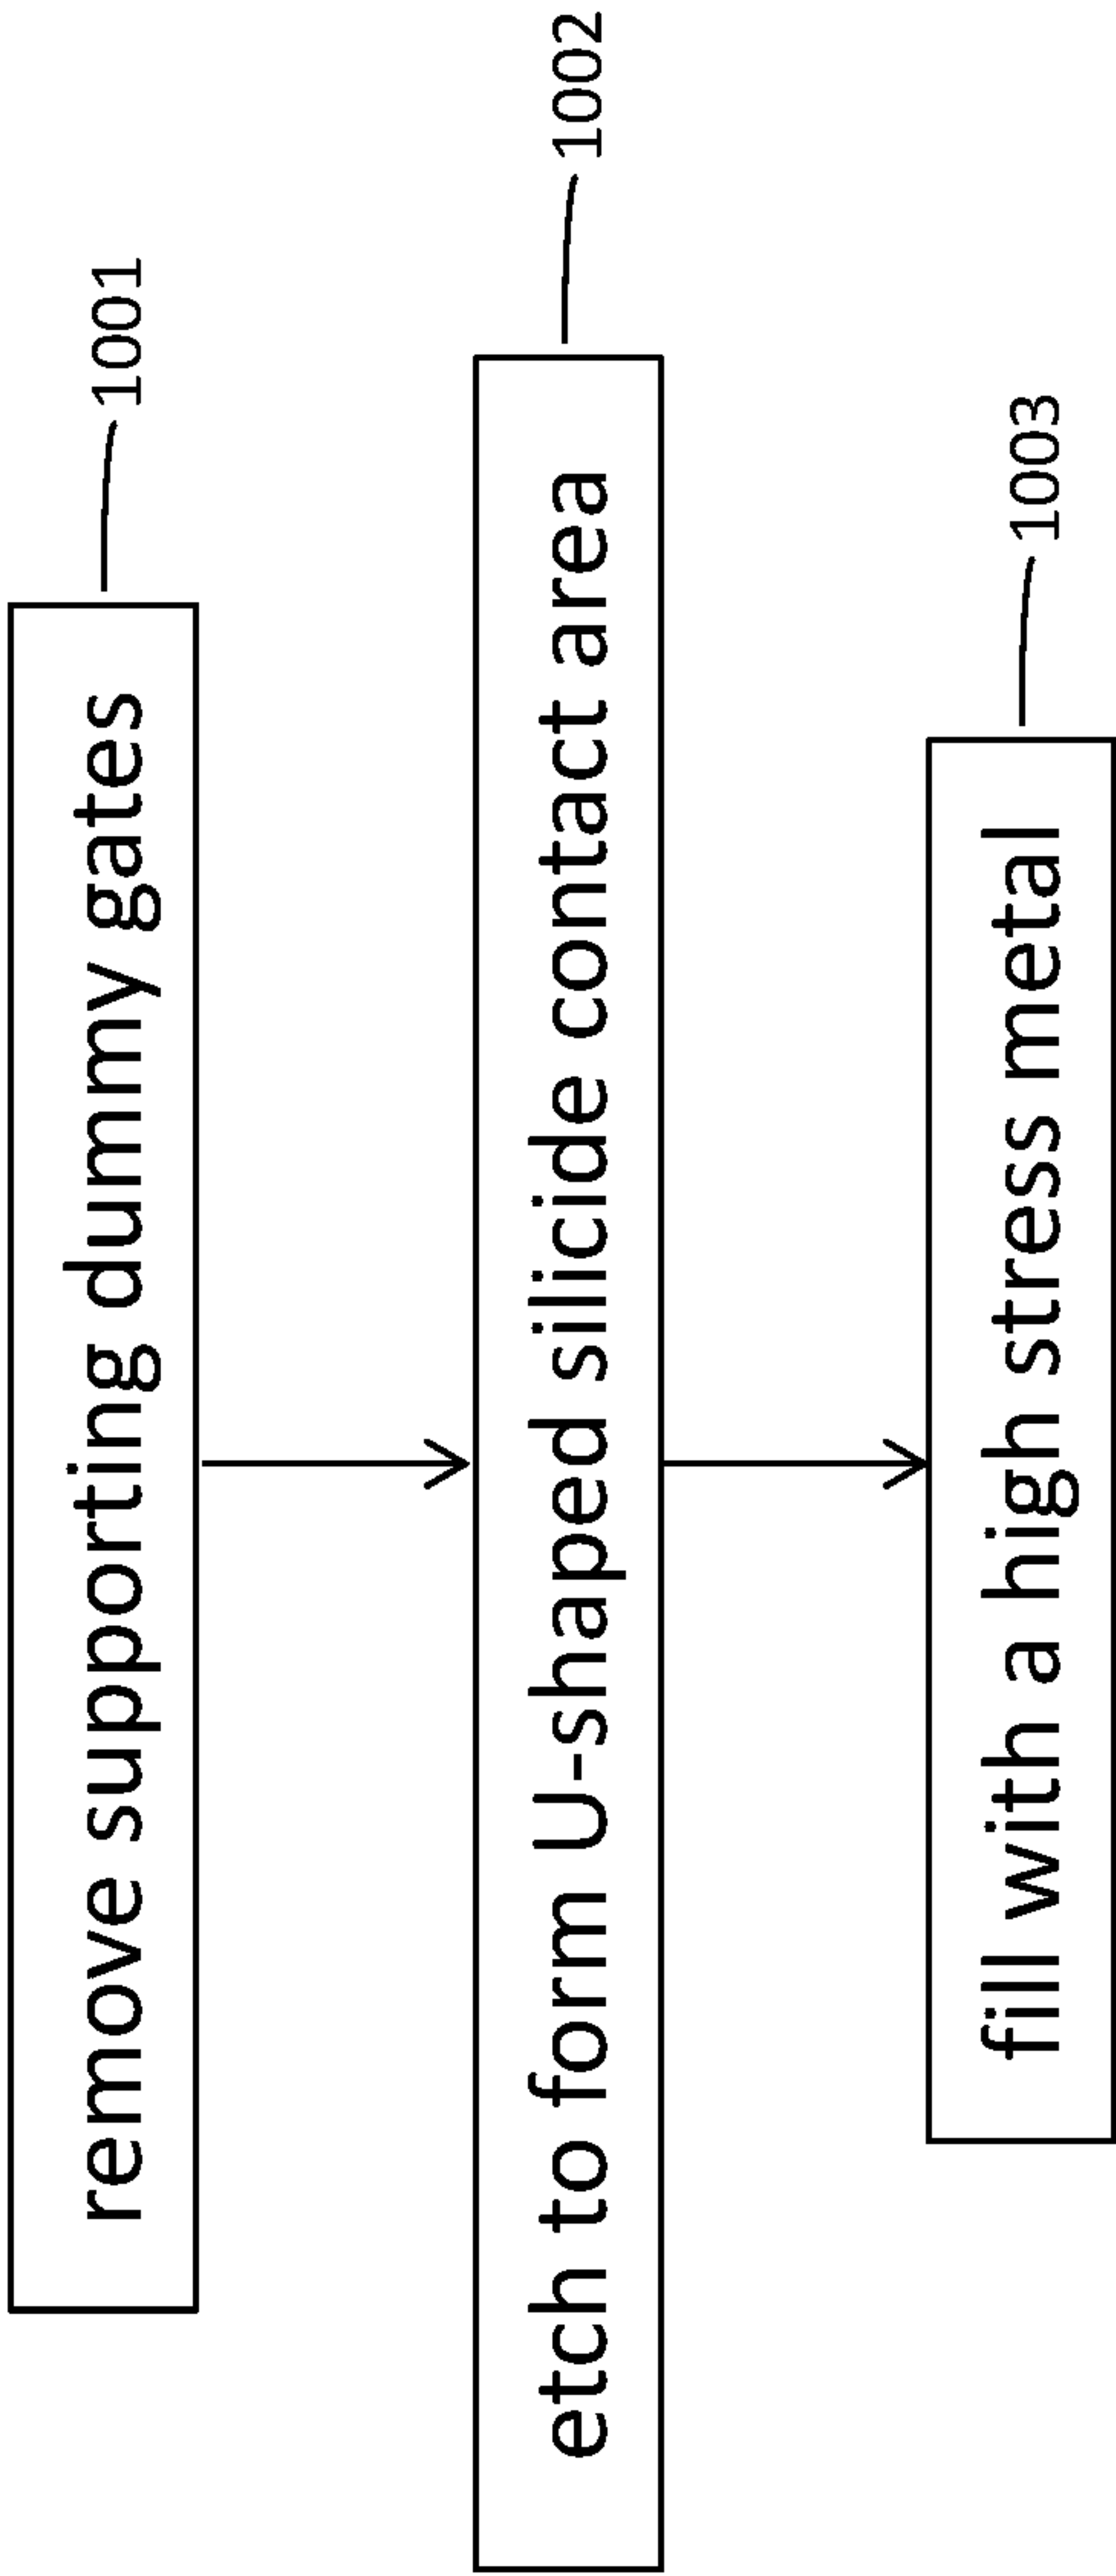 remove supporting dummy gates
1001
etch to form U-shaped silicide contact area
1002
fill with a high stress metal
1003